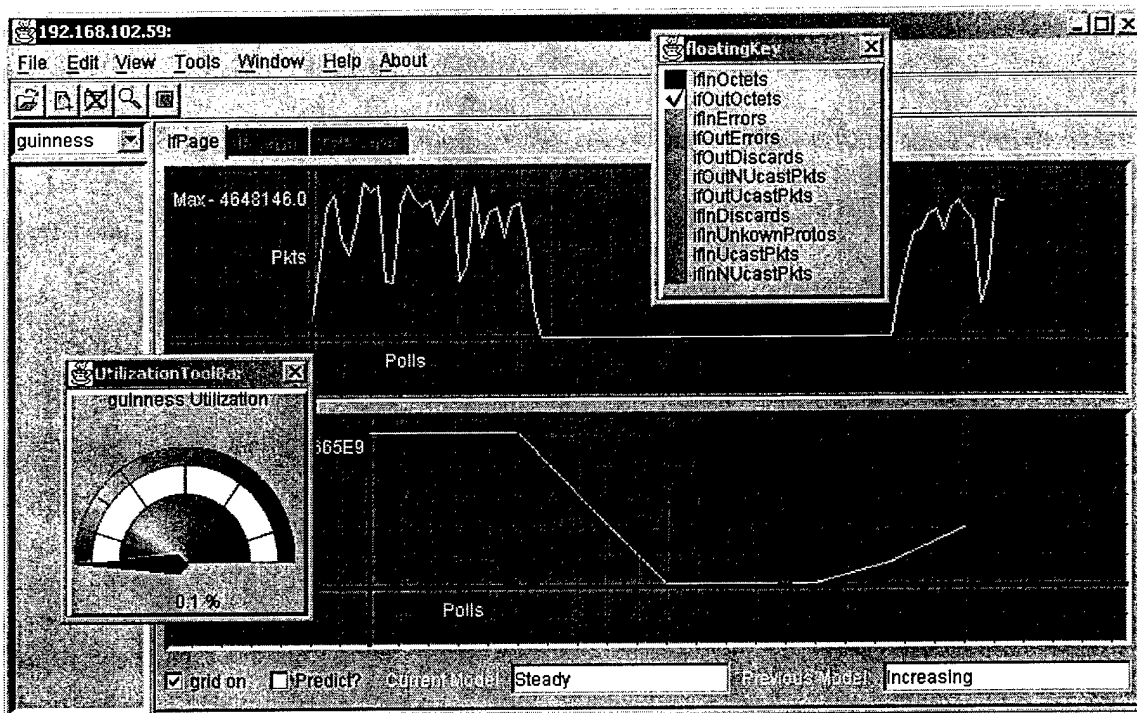 192.168.102.59:
File Edit View Tools Window Help About
guinness
IfPage
Max - 4648146.0
Pkts
Polls
floatingKey
ifInOctets
ifOutOctets
ifInErrors
ifOutErrors
ifOutDiscards
ifOutNUcastPkts
ifOutUcastPkts
ifInDiscards
ifInUnkownProtos
ifInUcastPkts
ifInNUcastPkts
UtilizationToolBar
guinness Utilization
0.1 %
565E9
Polls
grid on Predict? Current Model Steady Previous Model Increasing